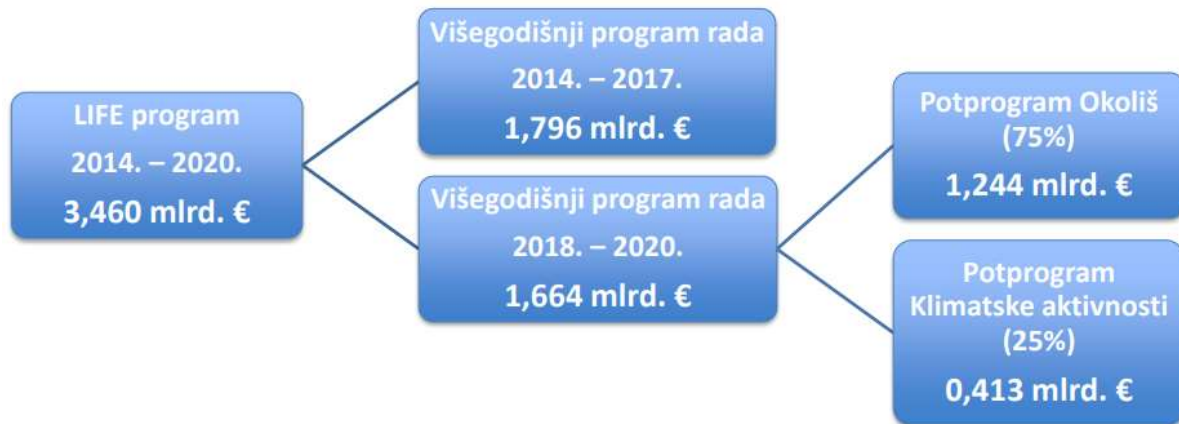 LIFE program
2014. – 2020.
3,460 mlrd. €
Višegodišnji program rada
2014. – 2017.
1,796 mlrd. €
Višegodišnji program rada
2018. – 2020.
1,664 mlrd. €
Potprogram Okoliš
(75%)
1,244 mlrd. €
Potprogram
Klimatske aktivnosti
(25%)
0,413 mlrd. €